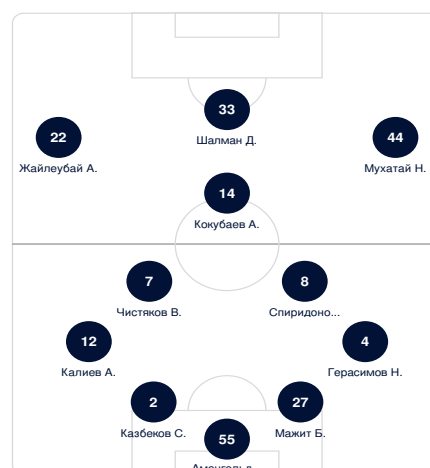 33
Шалман Д.
22
Жайлеубай А.
44
Мухатай Н.
14
Кокубаев А.
7
Чистяков В.
8
Спиридоно...
12
Калиев А.
4
Герасимов Н.
2
Казбеков С.
27
Мажит Б.
55